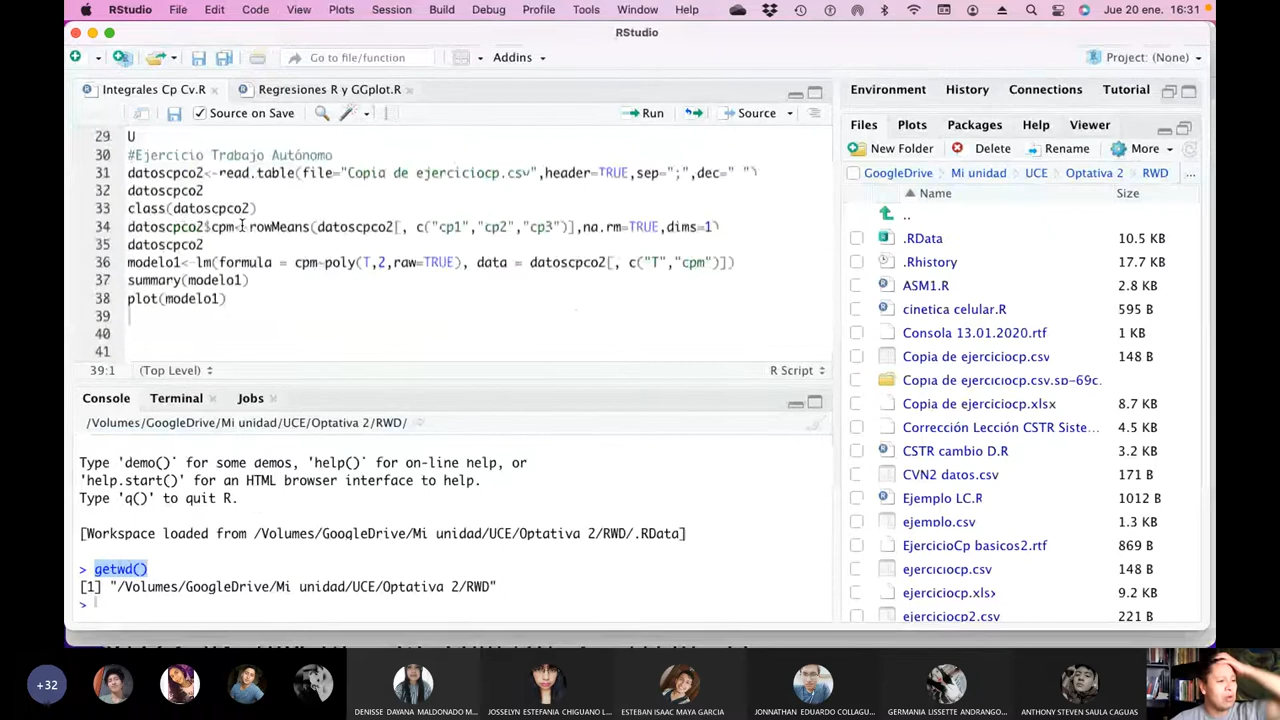 RStudio File Edit Code View Plots Session Build Debug Profile Tools Window Help Jue 20 ene. 16:31
RStudio
Go to file/function Addins Project: (None)
Integrales Cp Cv.R Regresiones R y GGplot.R
Source on Save Run Source
29 U
30 #Ejercicio Trabajo Autónomo
31 datoscpco2<-read.table(file="Copia de ejerciciocp.csv",header=TRUE,sep=";",dec=" ")
32 datoscpco2
33 class(datoscpco2)
34 datoscpco2$cpm<-rowMeans(datoscpco2[, c("cp1","cp2","cp3")],na.rm=TRUE,dims=1)
35 datoscpco2
36 modelo1<-lm(formula = cpm~poly(T,2,raw=TRUE), data = datoscpco2[, c("T","cpm")])
37 summary(modelo1)
38 plot(modelo1)
39
40
41
39:1 (Top Level) R Script
Console Terminal Jobs
/Volumes/GoogleDrive/Mi unidad/UCE/Optativa 2/RWD/
Type 'demo()' for some demos, 'help()' for on-line help, or
'help.start()' for an HTML browser interface to help.
Type 'q()' to quit R.
[Workspace loaded from /Volumes/GoogleDrive/Mi unidad/UCE/Optativa 2/RWD/.RData]
> getwd()
[1] "/Volumes/GoogleDrive/Mi unidad/UCE/Optativa 2/RWD"
>
Environment History Connections Tutorial
Files Plots Packages Help Viewer
New Folder Delete Rename More
GoogleDrive Mi unidad UCE Optativa 2 RWD ...
Name Size
..
.RData 10.5 KB
.Rhistory 17.7 KB
ASM1.R 2.8 KB
cinetica celular.R 595 B
Consola 13.01.2020.rtf 1 KB
Copia de ejerciciocp.csv 148 B
Copia de ejerciciocp.csv.sp-69c.
Copia de ejerciciocp.xlsx 8.7 KB
Corrección Lección CSTR Siste... 4.5 KB
CSTR cambio D.R 3.2 KB
CVN2 datos.csv 171 B
Ejemplo LC.R 1012 B
ejemplo.csv 1.3 KB
EjercicioCp basicos2.rtf 869 B
ejerciciocp.csv 148 B
ejerciciocp.xls> 9.2 KB
ejerciciocp2.csv 221 B
+32
DENISSE DAYANA MALDONADO M... JOSSELYN ESTEFANIA CHIGUANO L... ESTEBAN ISAAC MAYA GARCIA JONNATHAN EDUARDO COLLAGU... GERMANIA LISSETTE ANDRANGO... ANTHONY STEVEN SAULA CAGUAS